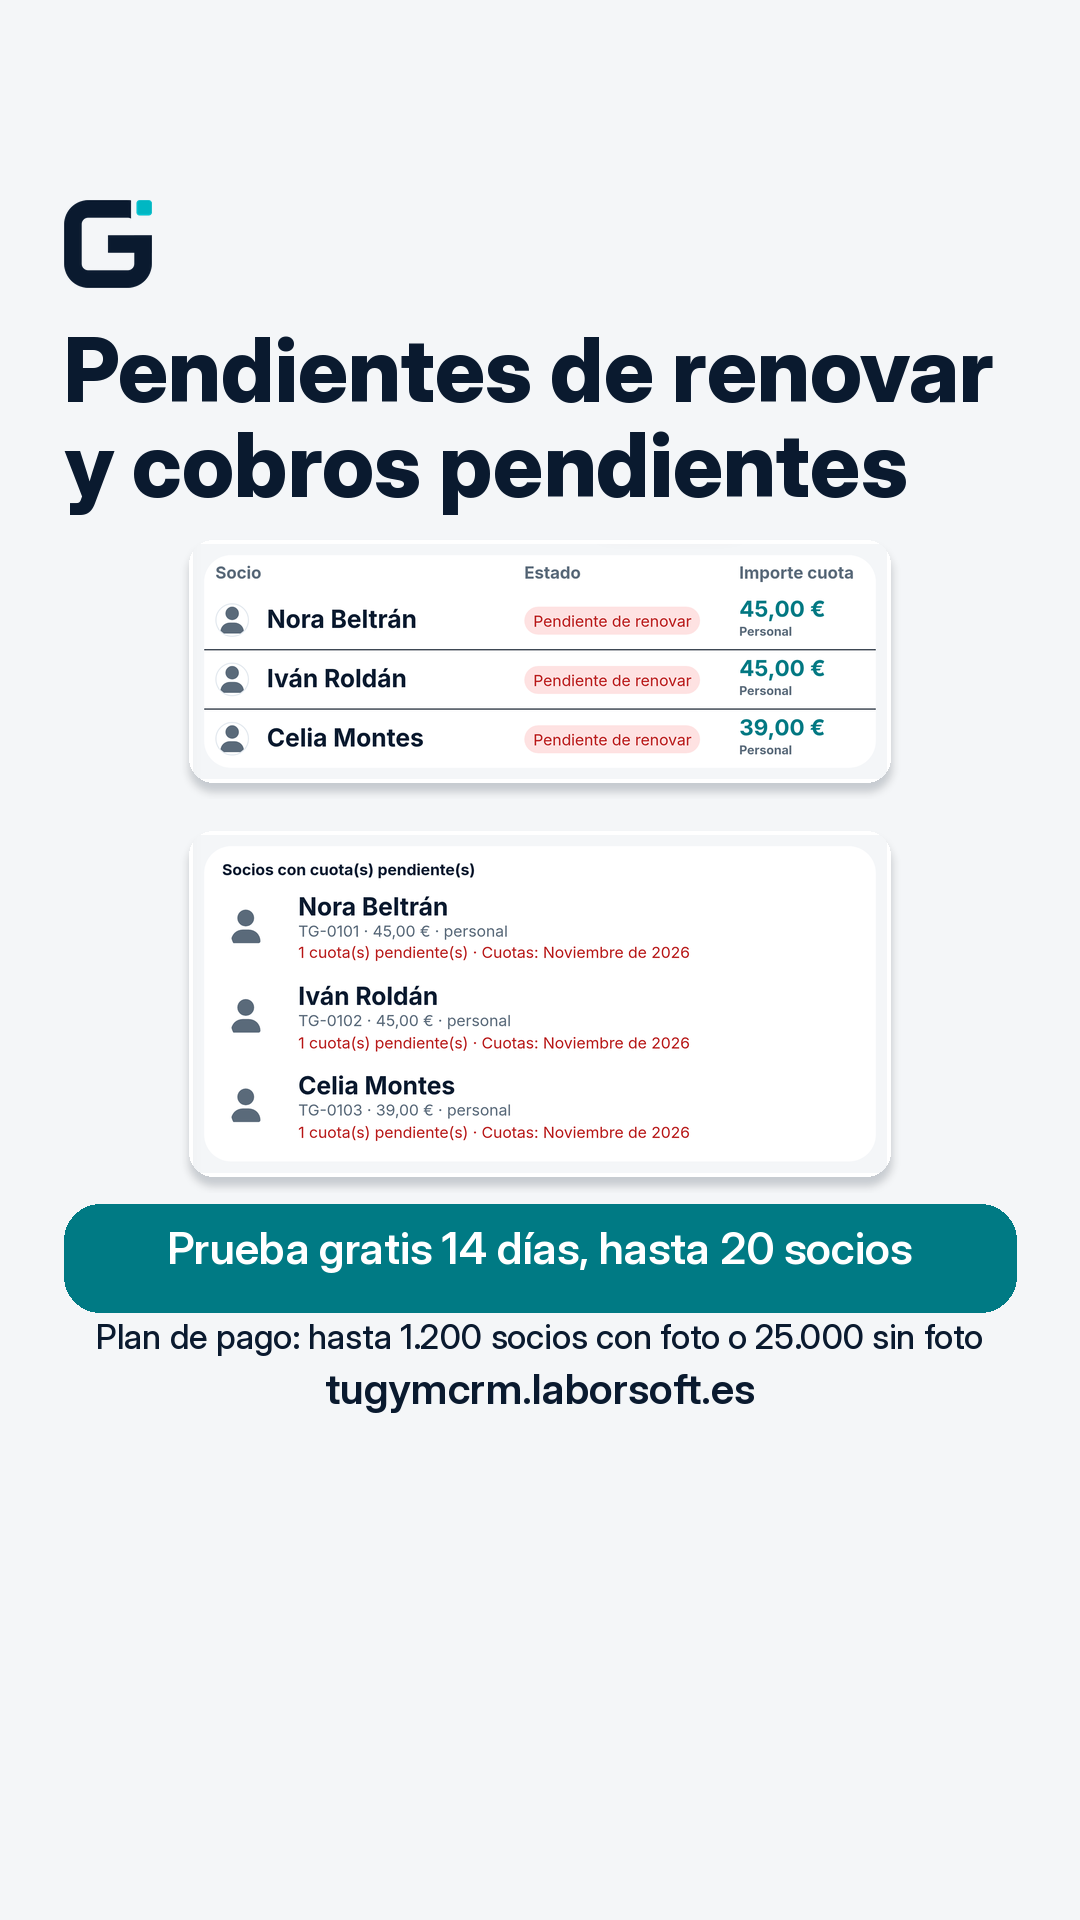 Pendientes de renovar
y cobros pendientes
Socio Estado Importe cuota
Nora Beltrán Pendiente de renovar 45,00 €
Personal
Iván Roldán Pendiente de renovar 45,00 €
Personal
Celia Montes Pendiente de renovar 39,00 €
Personal
Socios con cuota(s) pendiente(s)
Nora Beltrán
TG-0101 · 45,00 € · personal
1 cuota(s) pendiente(s) · Cuotas: Noviembre de 2026
Iván Roldán
TG-0102 · 45,00 € · personal
1 cuota(s) pendiente(s) · Cuotas: Noviembre de 2026
Celia Montes
TG-0103 · 39,00 € · personal
1 cuota(s) pendiente(s) · Cuotas: Noviembre de 2026
Prueba gratis 14 días, hasta 20 socios
Plan de pago: hasta 1.200 socios con foto o 25.000 sin foto
tugymcrm.laborsoft.es